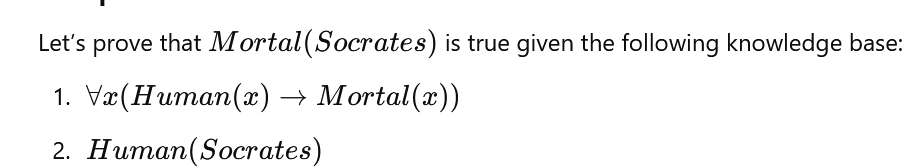 Let's prove that Mortal(Socrates) is true given the following knowledge base:
1. ∀x(Human(x) → Mortal(x))
2. Human(Socrates)